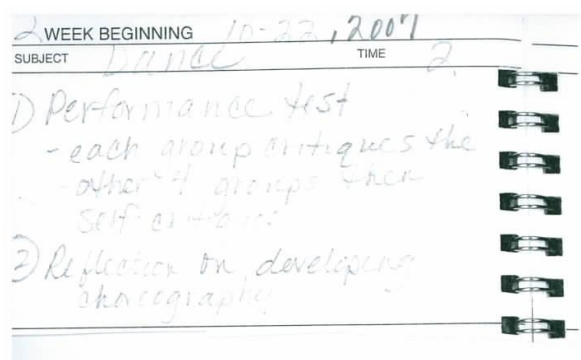 2 WEEK BEGINNING 10-22, 2007
SUBJECT Dance TIME 2
1) Performance test
- each group critiques the
- other 4 groups then
self critique
2) Reflection on developing
choreography